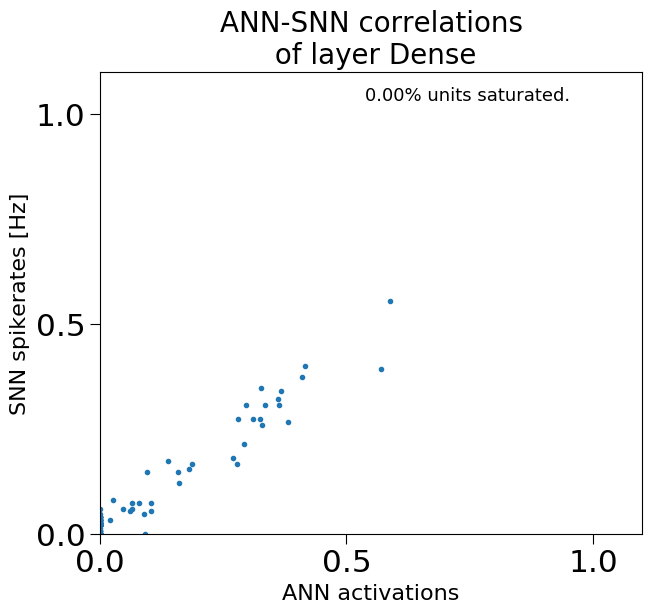 ANN-SNN correlations
of layer Dense
0.00% units saturated.
1.0
0.5
0.0
SNN spikerates [Hz]
0.0
0.5
1.0
ANN activations